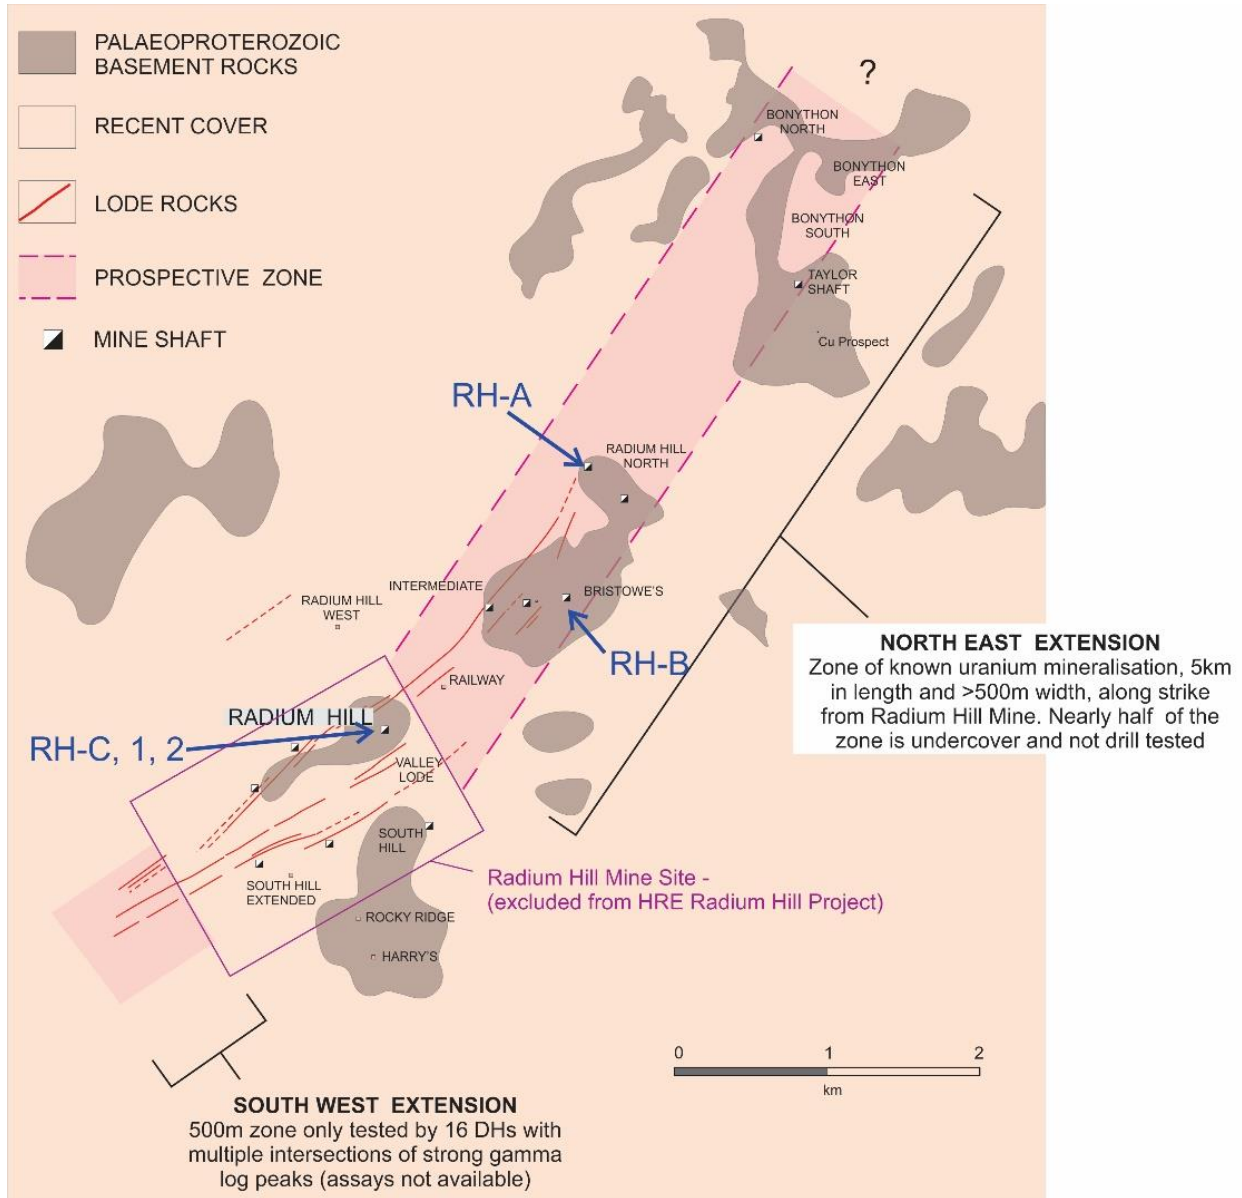 PALAEOPROTEROZOIC
BASEMENT ROCKS
RECENT COVER
LODE ROCKS
PROSPECTIVE ZONE
MINE SHAFT
?
BONYTHON
NORTH
BONYTHON
EAST
BONYTHON
SOUTH
TAYLOR
SHAFT
Cu Prospect
RH-A
RADIUM HILL
NORTH
INTERMEDIATE
BRISTOWE'S
RADIUM HILL
WEST
RH-B
RAILWAY
NORTH EAST EXTENSION
Zone of known uranium mineralisation, 5km
in length and >500m width, along strike
from Radium Hill Mine. Nearly half of the
zone is undercover and not drill tested
RADIUM HILL
RH-C, 1, 2
VALLEY
LODE
SOUTH
HILL
SOUTH HILL
EXTENDED
Radium Hill Mine Site -
(excluded from HRE Radium Hill Project)
ROCKY RIDGE
HARRY'S
0 1 2
km
SOUTH WEST EXTENSION
500m zone only tested by 16 DHs with
multiple intersections of strong gamma
log peaks (assays not available)